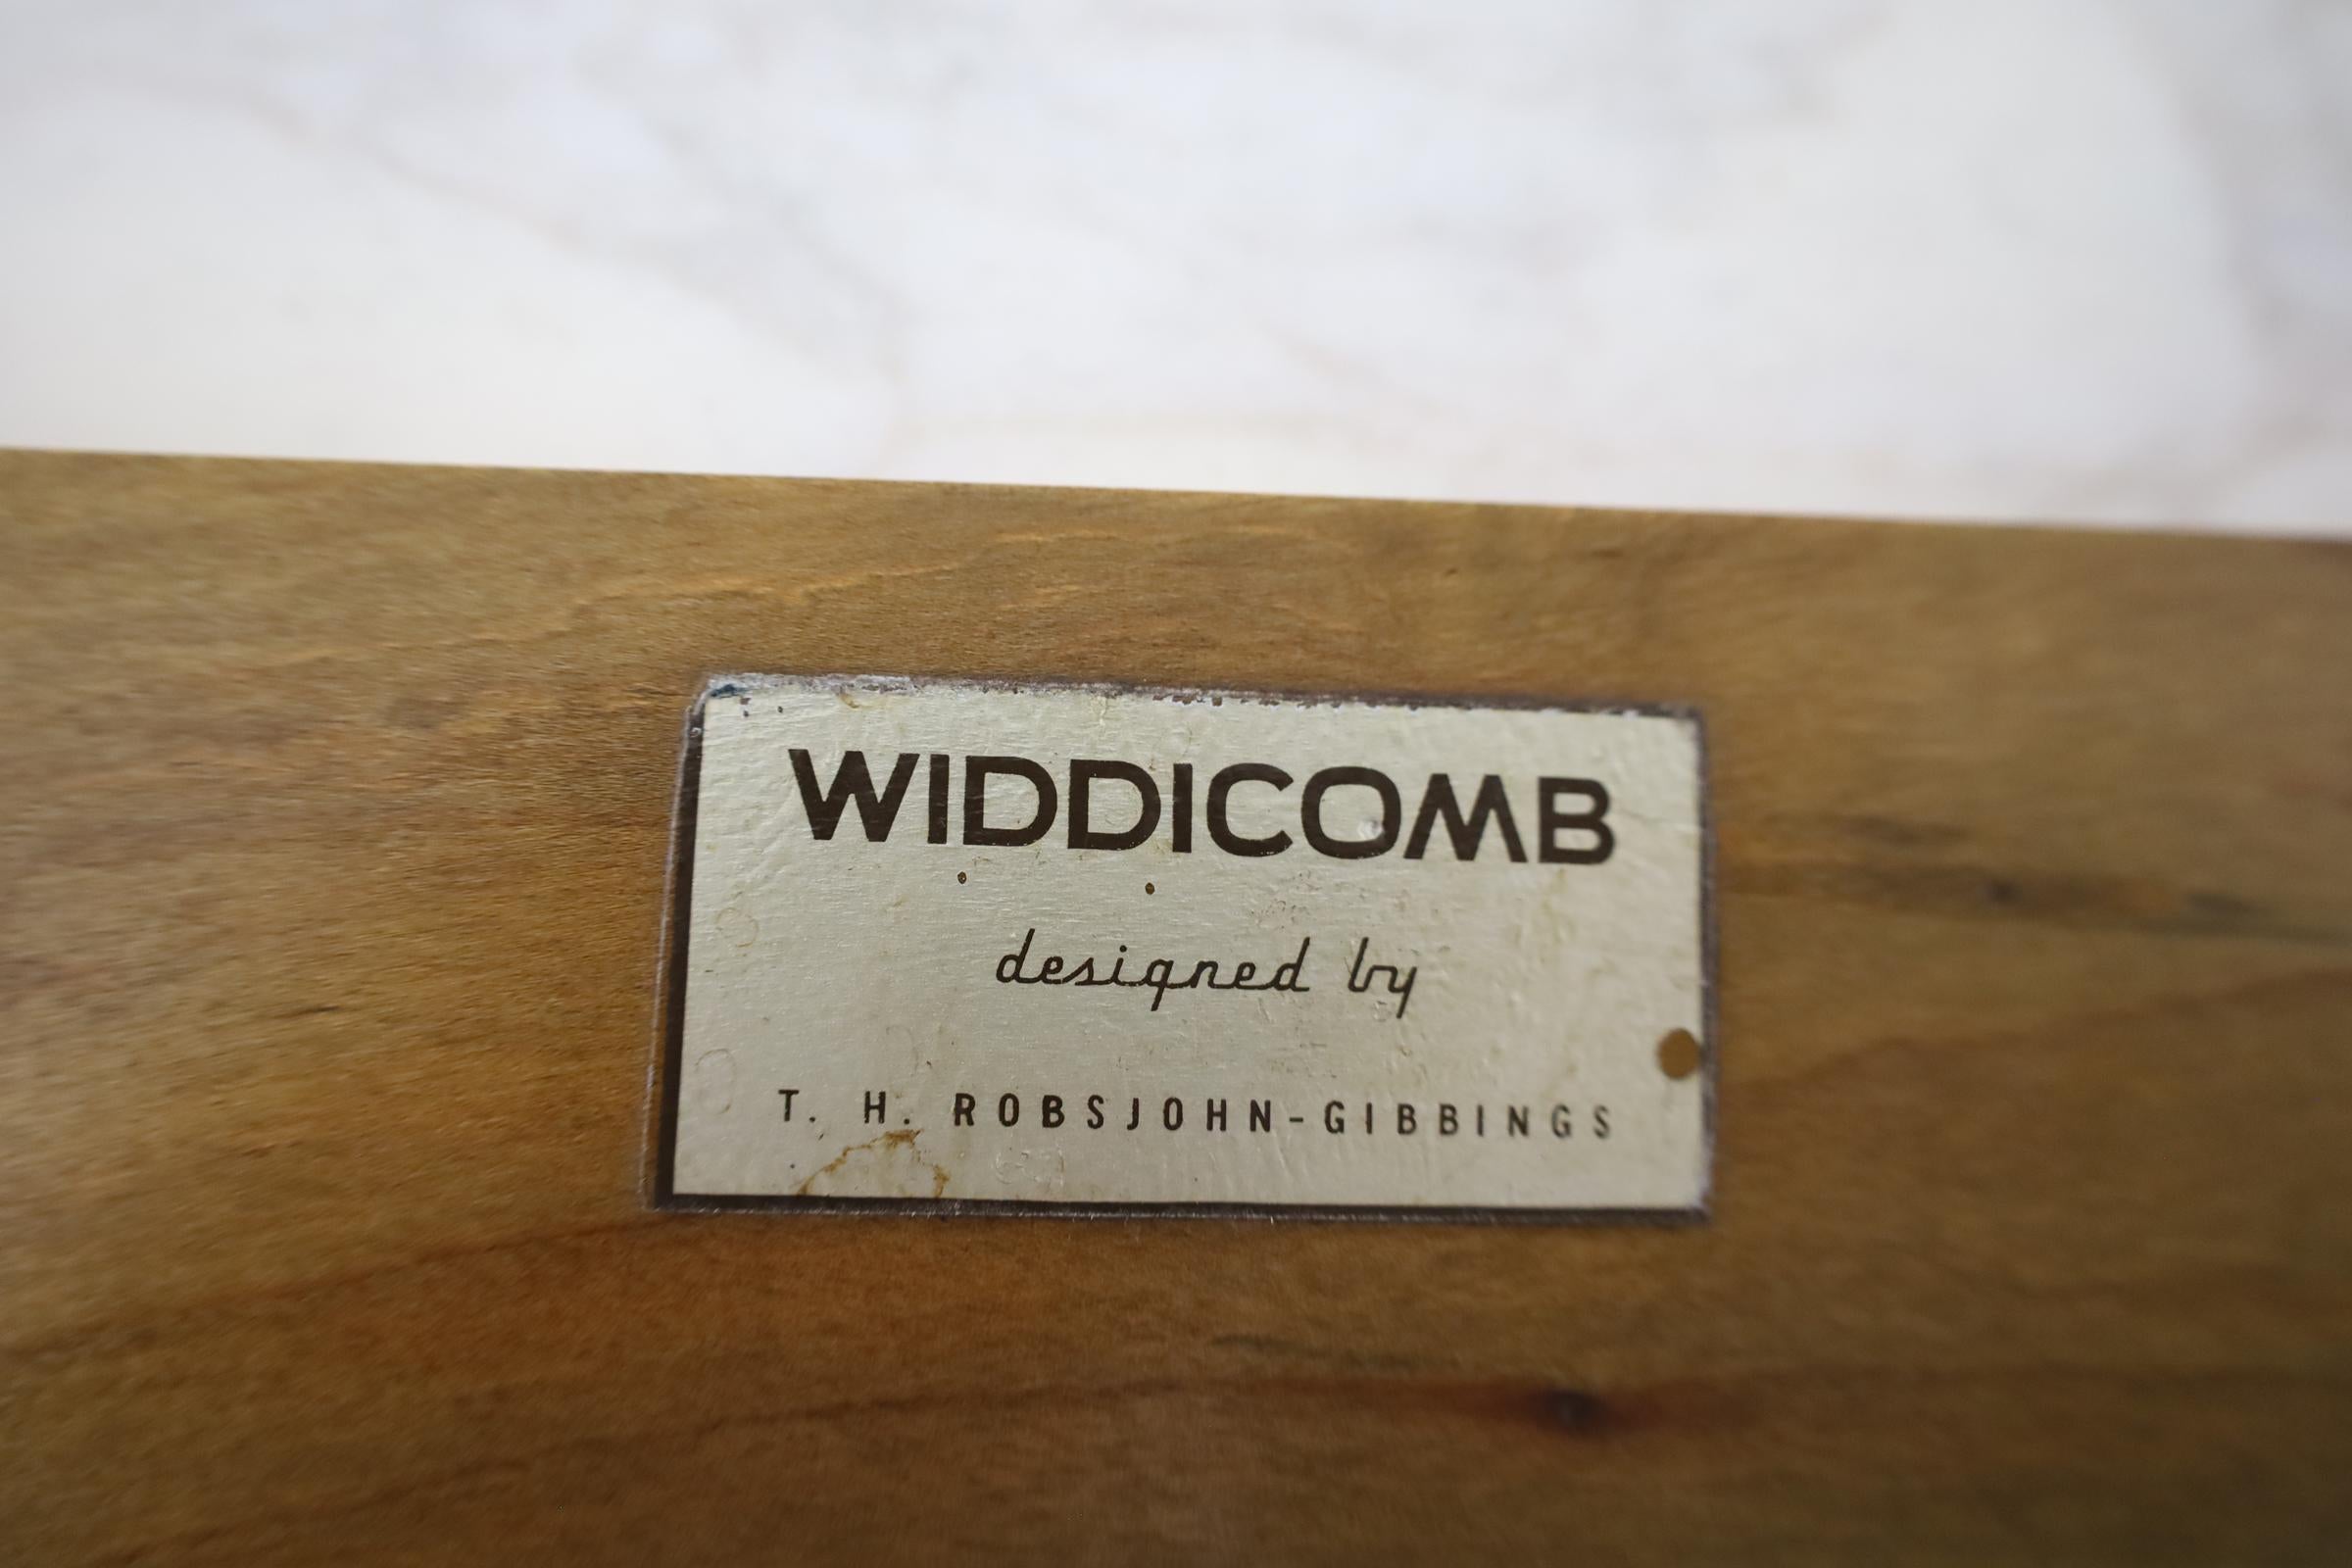 WIDDICOMB
designed by
T. H. ROBSJOHN-GIBBINGS